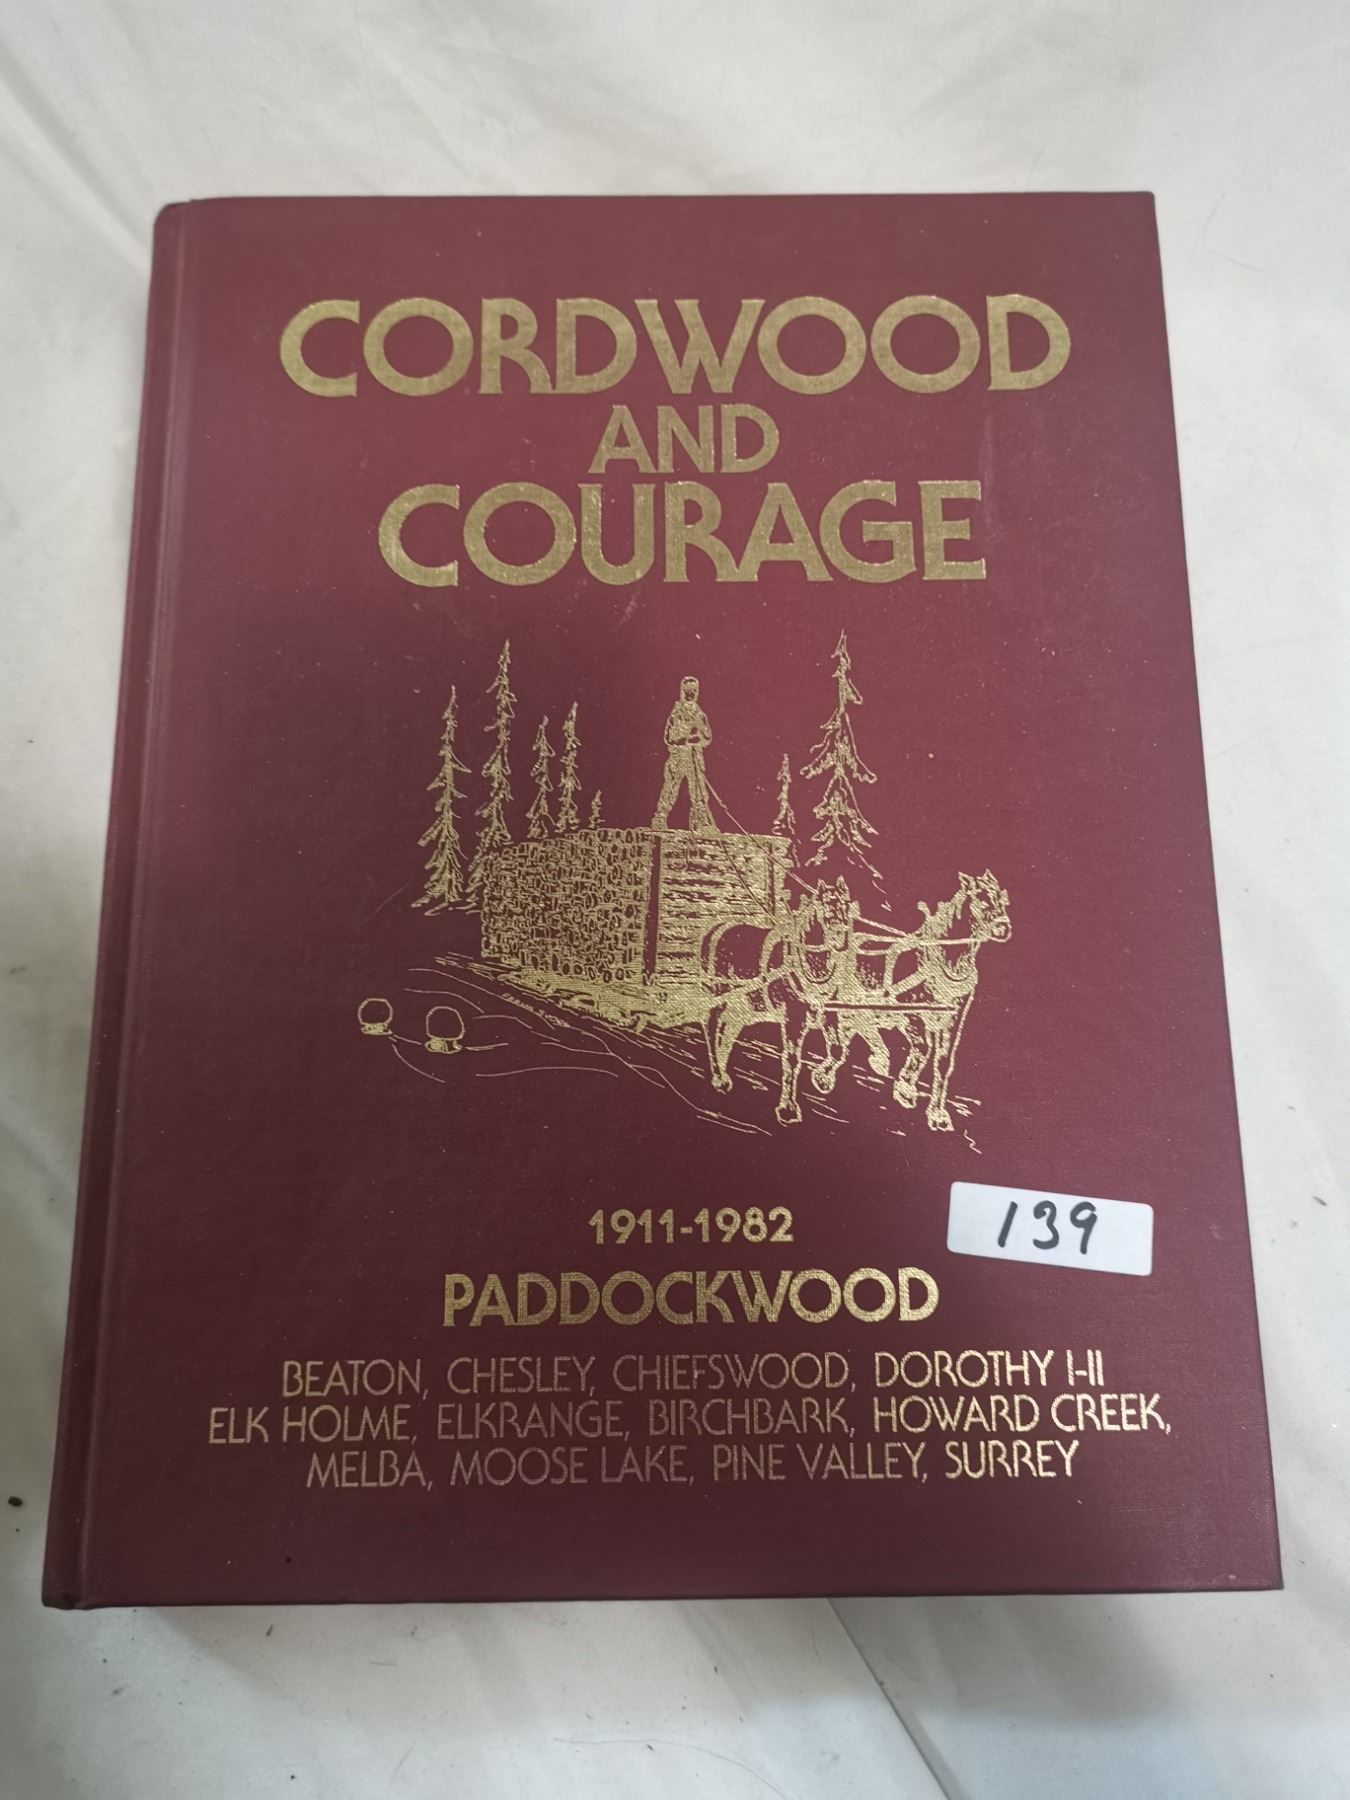 CORDWOOD
AND
COURAGE
1911-1982
139
PADDOCKWOOD
BEATON, CHESLEY, CHIEFSWOOD, DOROTHY I-II
ELK HOLME, ELKRANGE, BIRCHBARK, HOWARD CREEK,
MELBA, MOOSE LAKE, PINE VALLEY, SURREY